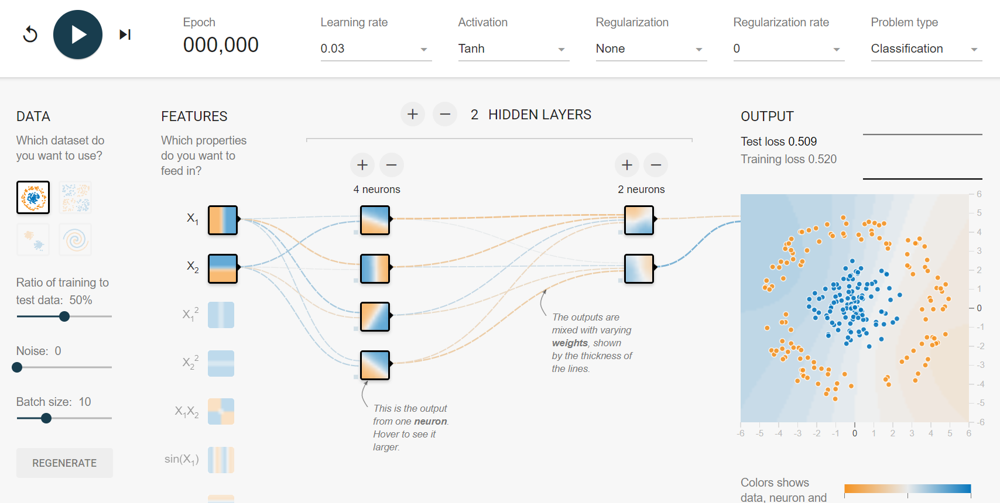 Epoch
000,000
Learning rate
0.03
Activation
Tanh
Regularization
None
Regularization rate
0
Problem type
Classification
DATA
Which dataset do
you want to use?
Ratio of training to
test data: 50%
Noise: 0
Batch size: 10
REGENERATE
FEATURES
Which properties
do you want to
feed in?
X1
X2
X1²
X2²
X1X2
sin(X1)
2 HIDDEN LAYERS
4 neurons
2 neurons
This is the output
from one neuron.
Hover to see it
larger.
The outputs are
mixed with varying
weights, shown
by the thickness of
the lines.
OUTPUT
Test loss 0.509
Training loss 0.520
6
5
4
3
2
1
0
-1
-2
-3
-4
-5
-6
-6 -5 -4 -3 -2 -1 0 1 2 3 4 5 6
Colors shows
data, neuron and